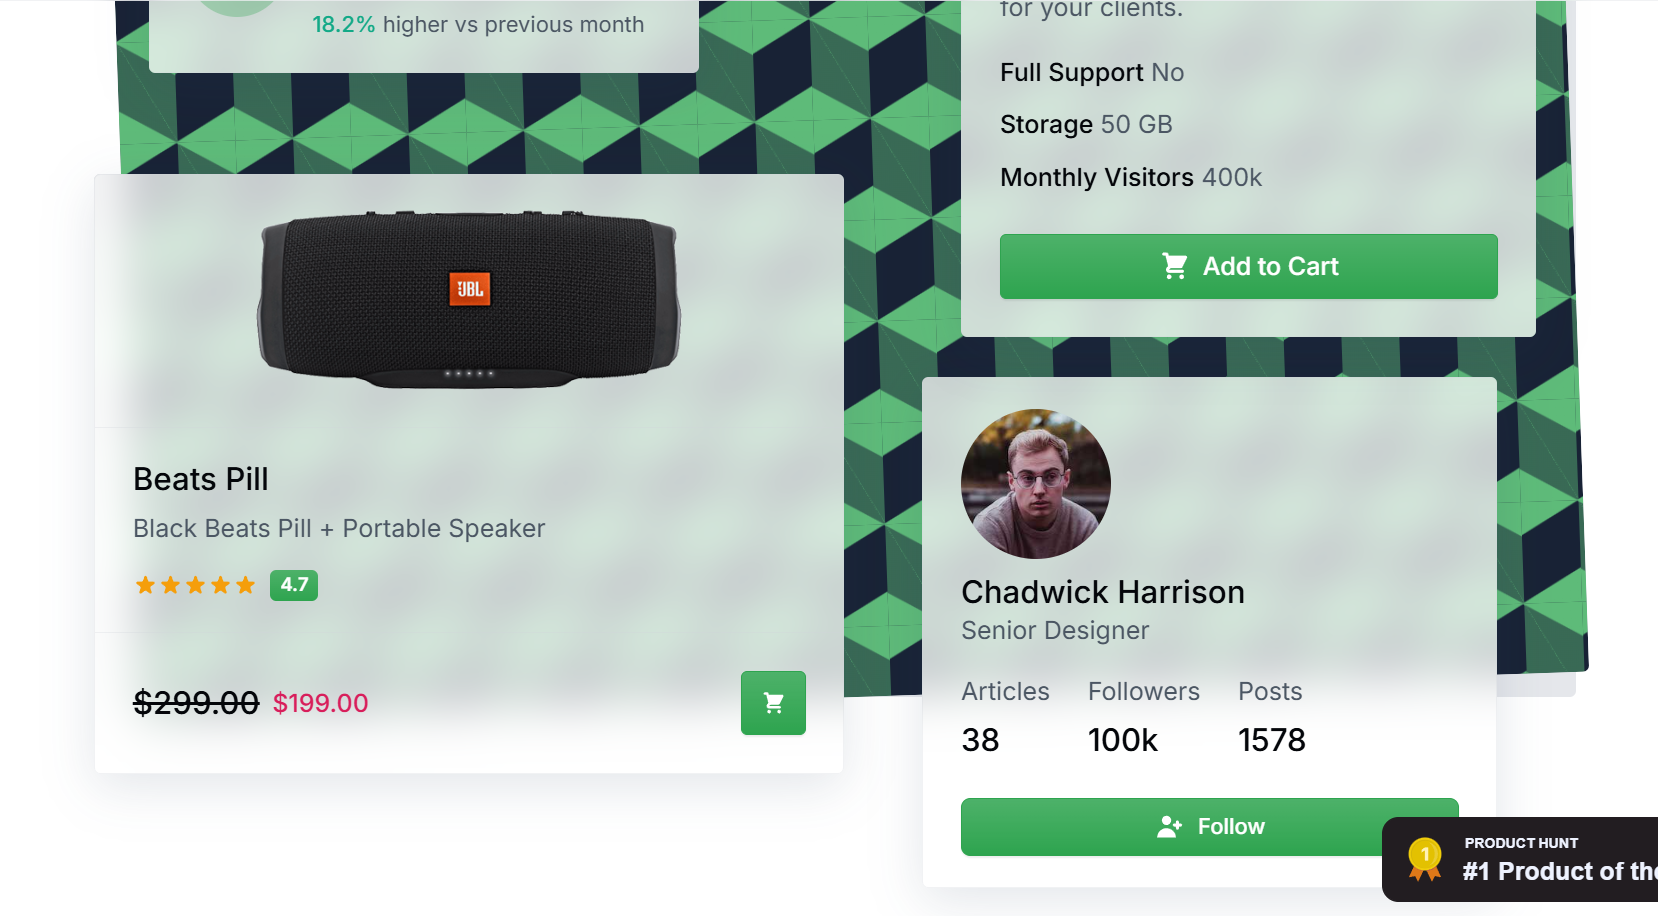 18.2% higher vs previous month
for your clients.
Full Support No
Storage 50 GB
Monthly Visitors 400k
Add to Cart
JBL
Beats Pill
Black Beats Pill + Portable Speaker
4.7
$299.00 $199.00
Chadwick Harrison
Senior Designer
Articles Followers Posts
38 100k 1578
Follow
1
PRODUCT HUNT
#1 Product of the